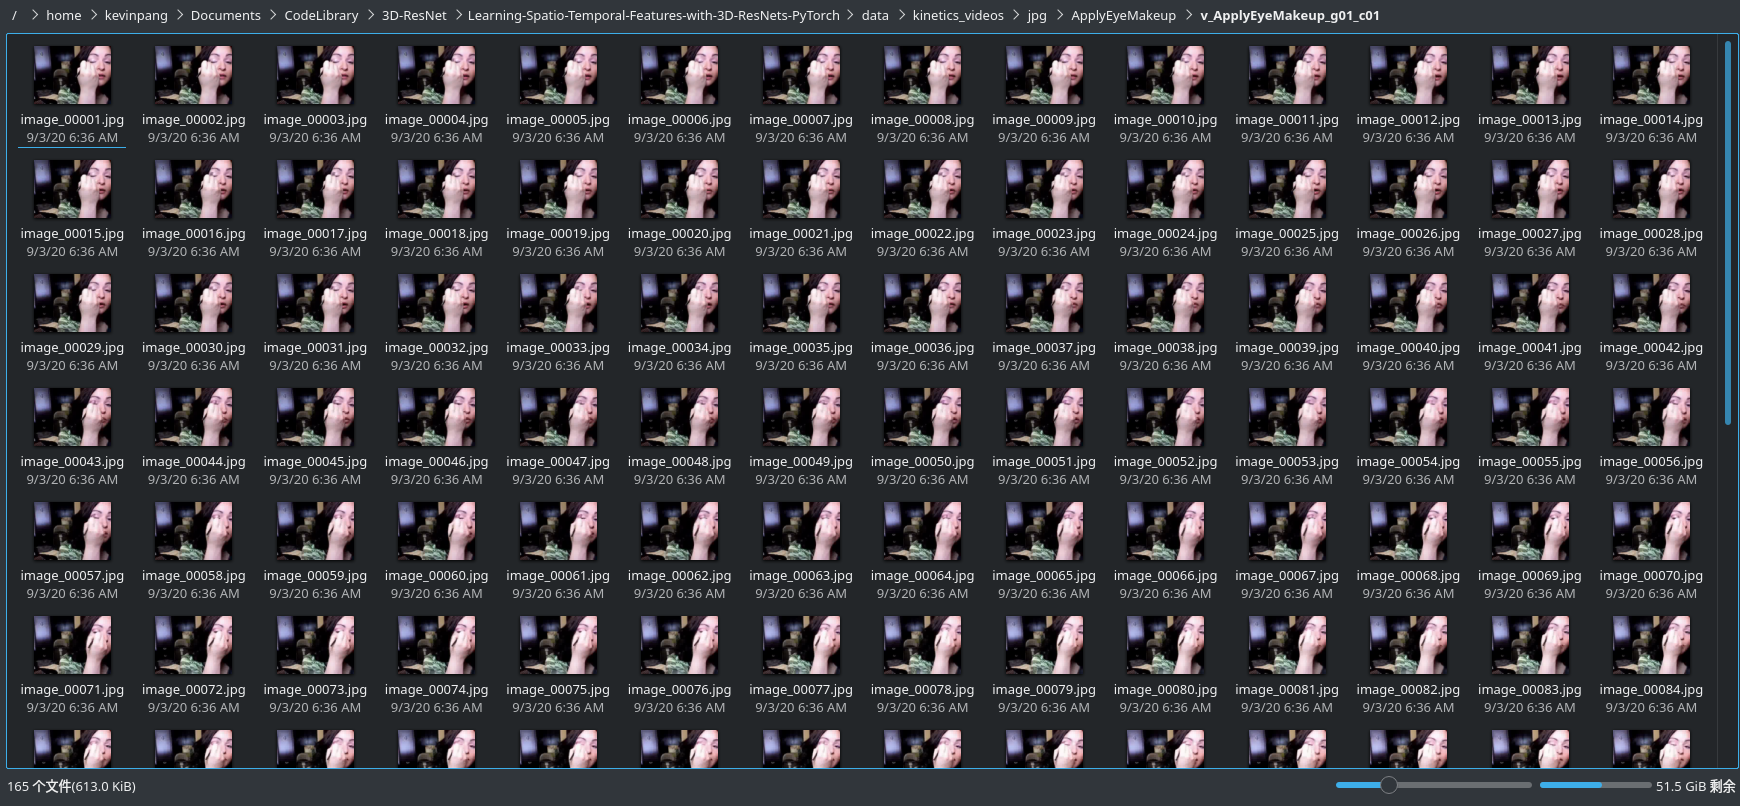 / > home > kevinpang > Documents > CodeLibrary > 3D-ResNet > Learning-Spatio-Temporal-Features-with-3D-ResNets-PyTorch > data > kinetics_videos > jpg > ApplyEyeMakeup > v_ApplyEyeMakeup_g01_c01
image_00001.jpg image_00002.jpg image_00003.jpg image_00004.jpg image_00005.jpg image_00006.jpg image_00007.jpg image_00008.jpg image_00009.jpg image_00010.jpg image_00011.jpg image_00012.jpg image_00013.jpg image_00014.jpg
9/3/20 6:36 AM 9/3/20 6:36 AM 9/3/20 6:36 AM 9/3/20 6:36 AM 9/3/20 6:36 AM 9/3/20 6:36 AM 9/3/20 6:36 AM 9/3/20 6:36 AM 9/3/20 6:36 AM 9/3/20 6:36 AM 9/3/20 6:36 AM 9/3/20 6:36 AM 9/3/20 6:36 AM 9/3/20 6:36 AM
image_00015.jpg image_00016.jpg image_00017.jpg image_00018.jpg image_00019.jpg image_00020.jpg image_00021.jpg image_00022.jpg image_00023.jpg image_00024.jpg image_00025.jpg image_00026.jpg image_00027.jpg image_00028.jpg
9/3/20 6:36 AM 9/3/20 6:36 AM 9/3/20 6:36 AM 9/3/20 6:36 AM 9/3/20 6:36 AM 9/3/20 6:36 AM 9/3/20 6:36 AM 9/3/20 6:36 AM 9/3/20 6:36 AM 9/3/20 6:36 AM 9/3/20 6:36 AM 9/3/20 6:36 AM 9/3/20 6:36 AM 9/3/20 6:36 AM
image_00029.jpg image_00030.jpg image_00031.jpg image_00032.jpg image_00033.jpg image_00034.jpg image_00035.jpg image_00036.jpg image_00037.jpg image_00038.jpg image_00039.jpg image_00040.jpg image_00041.jpg image_00042.jpg
9/3/20 6:36 AM 9/3/20 6:36 AM 9/3/20 6:36 AM 9/3/20 6:36 AM 9/3/20 6:36 AM 9/3/20 6:36 AM 9/3/20 6:36 AM 9/3/20 6:36 AM 9/3/20 6:36 AM 9/3/20 6:36 AM 9/3/20 6:36 AM 9/3/20 6:36 AM 9/3/20 6:36 AM 9/3/20 6:36 AM
image_00043.jpg image_00044.jpg image_00045.jpg image_00046.jpg image_00047.jpg image_00048.jpg image_00049.jpg image_00050.jpg image_00051.jpg image_00052.jpg image_00053.jpg image_00054.jpg image_00055.jpg image_00056.jpg
9/3/20 6:36 AM 9/3/20 6:36 AM 9/3/20 6:36 AM 9/3/20 6:36 AM 9/3/20 6:36 AM 9/3/20 6:36 AM 9/3/20 6:36 AM 9/3/20 6:36 AM 9/3/20 6:36 AM 9/3/20 6:36 AM 9/3/20 6:36 AM 9/3/20 6:36 AM 9/3/20 6:36 AM 9/3/20 6:36 AM
image_00057.jpg image_00058.jpg image_00059.jpg image_00060.jpg image_00061.jpg image_00062.jpg image_00063.jpg image_00064.jpg image_00065.jpg image_00066.jpg image_00067.jpg image_00068.jpg image_00069.jpg image_00070.jpg
9/3/20 6:36 AM 9/3/20 6:36 AM 9/3/20 6:36 AM 9/3/20 6:36 AM 9/3/20 6:36 AM 9/3/20 6:36 AM 9/3/20 6:36 AM 9/3/20 6:36 AM 9/3/20 6:36 AM 9/3/20 6:36 AM 9/3/20 6:36 AM 9/3/20 6:36 AM 9/3/20 6:36 AM 9/3/20 6:36 AM
image_00071.jpg image_00072.jpg image_00073.jpg image_00074.jpg image_00075.jpg image_00076.jpg image_00077.jpg image_00078.jpg image_00079.jpg image_00080.jpg image_00081.jpg image_00082.jpg image_00083.jpg image_00084.jpg
9/3/20 6:36 AM 9/3/20 6:36 AM 9/3/20 6:36 AM 9/3/20 6:36 AM 9/3/20 6:36 AM 9/3/20 6:36 AM 9/3/20 6:36 AM 9/3/20 6:36 AM 9/3/20 6:36 AM 9/3/20 6:36 AM 9/3/20 6:36 AM 9/3/20 6:36 AM 9/3/20 6:36 AM 9/3/20 6:36 AM
165 个文件(613.0 KiB) 51.5 GiB 剩余